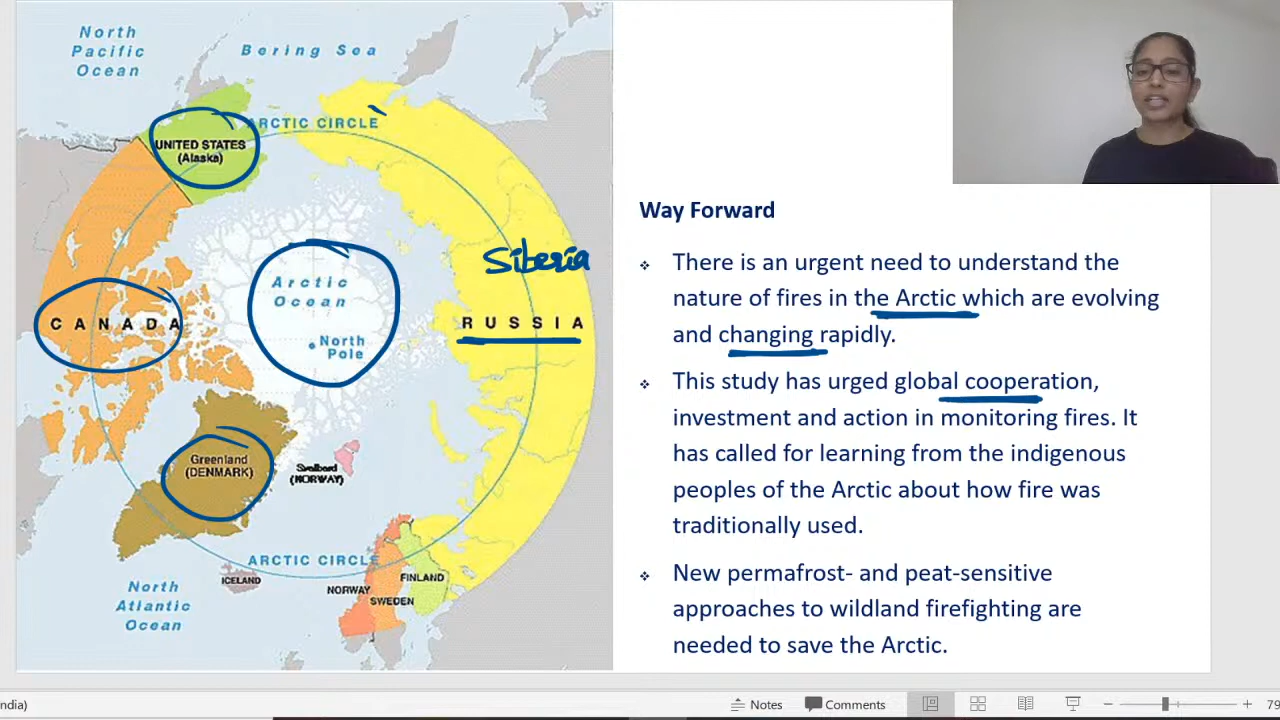 North
Pacific
Ocean
Bering Sea
ARCTIC CIRCLE
UNITED STATES
(Alaska)
Siberia
Arctic
Ocean
CANADA
RUSSIA
North
Pole
Greenland
(DENMARK)
Svalbard
(NORWAY)
ARCTIC CIRCLE
ICELAND
NORWAY
SWEDEN
FINLAND
North
Atlantic
Ocean
Way Forward
❖ There is an urgent need to understand the
nature of fires in the Arctic which are evolving
and changing rapidly.
❖ This study has urged global cooperation,
investment and action in monitoring fires. It
has called for learning from the indigenous
peoples of the Arctic about how fire was
traditionally used.
❖ New permafrost- and peat-sensitive
approaches to wildland firefighting are
needed to save the Arctic.
ndia)
Notes
Comments
79